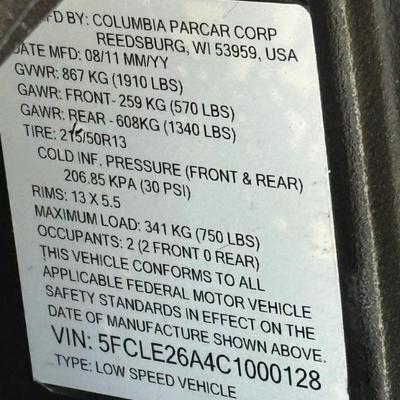 MFD BY: COLUMBIA PARCAR CORP
REEDSBURG, WI 53959, USA
DATE MFD: 08/11 MM/YY
GVWR: 867 KG (1910 LBS)
GAWR: FRONT- 259 KG (570 LBS)
GAWR: REAR - 608KG (1340 LBS)
TIRE: 215/50R13
COLD INF. PRESSURE (FRONT & REAR)
206.85 KPA (30 PSI)
RIMS: 13 X 5.5
MAXIMUM LOAD: 341 KG (750 LBS)
OCCUPANTS: 2 (2 FRONT 0 REAR)
THIS VEHICLE CONFORMS TO ALL
APPLICABLE FEDERAL MOTOR VEHICLE
SAFETY STANDARDS IN EFFECT ON THE
DATE OF MANUFACTURE SHOWN ABOVE.
VIN: 5FCLE26A4C1000128
TYPE: LOW SPEED VEHICLE